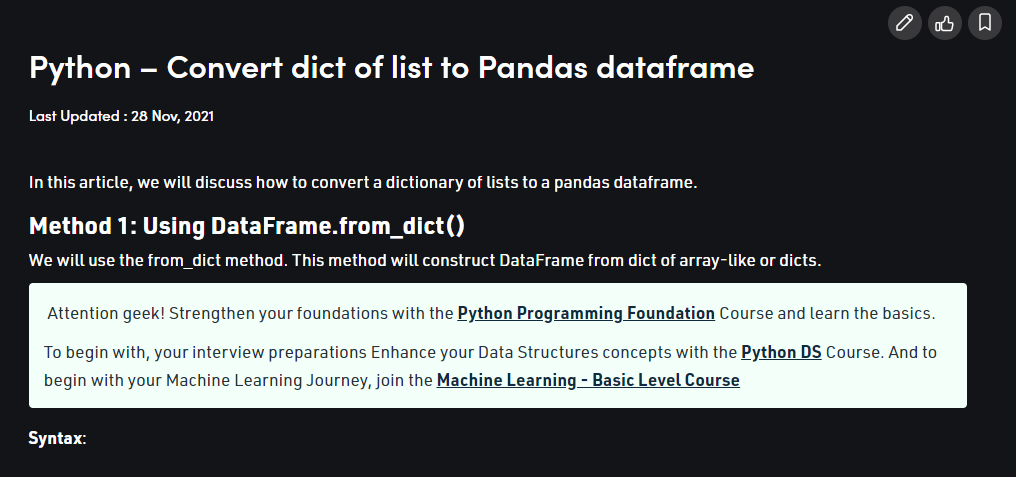 Python – Convert dict of list to Pandas dataframe
Last Updated : 28 Nov, 2021
In this article, we will discuss how to convert a dictionary of lists to a pandas dataframe.
Method 1: Using DataFrame.from_dict()
We will use the from_dict method. This method will construct DataFrame from dict of array-like or dicts.
Attention geek! Strengthen your foundations with the Python Programming Foundation Course and learn the basics.
To begin with, your interview preparations Enhance your Data Structures concepts with the Python DS Course. And to
begin with your Machine Learning Journey, join the Machine Learning - Basic Level Course
Syntax: